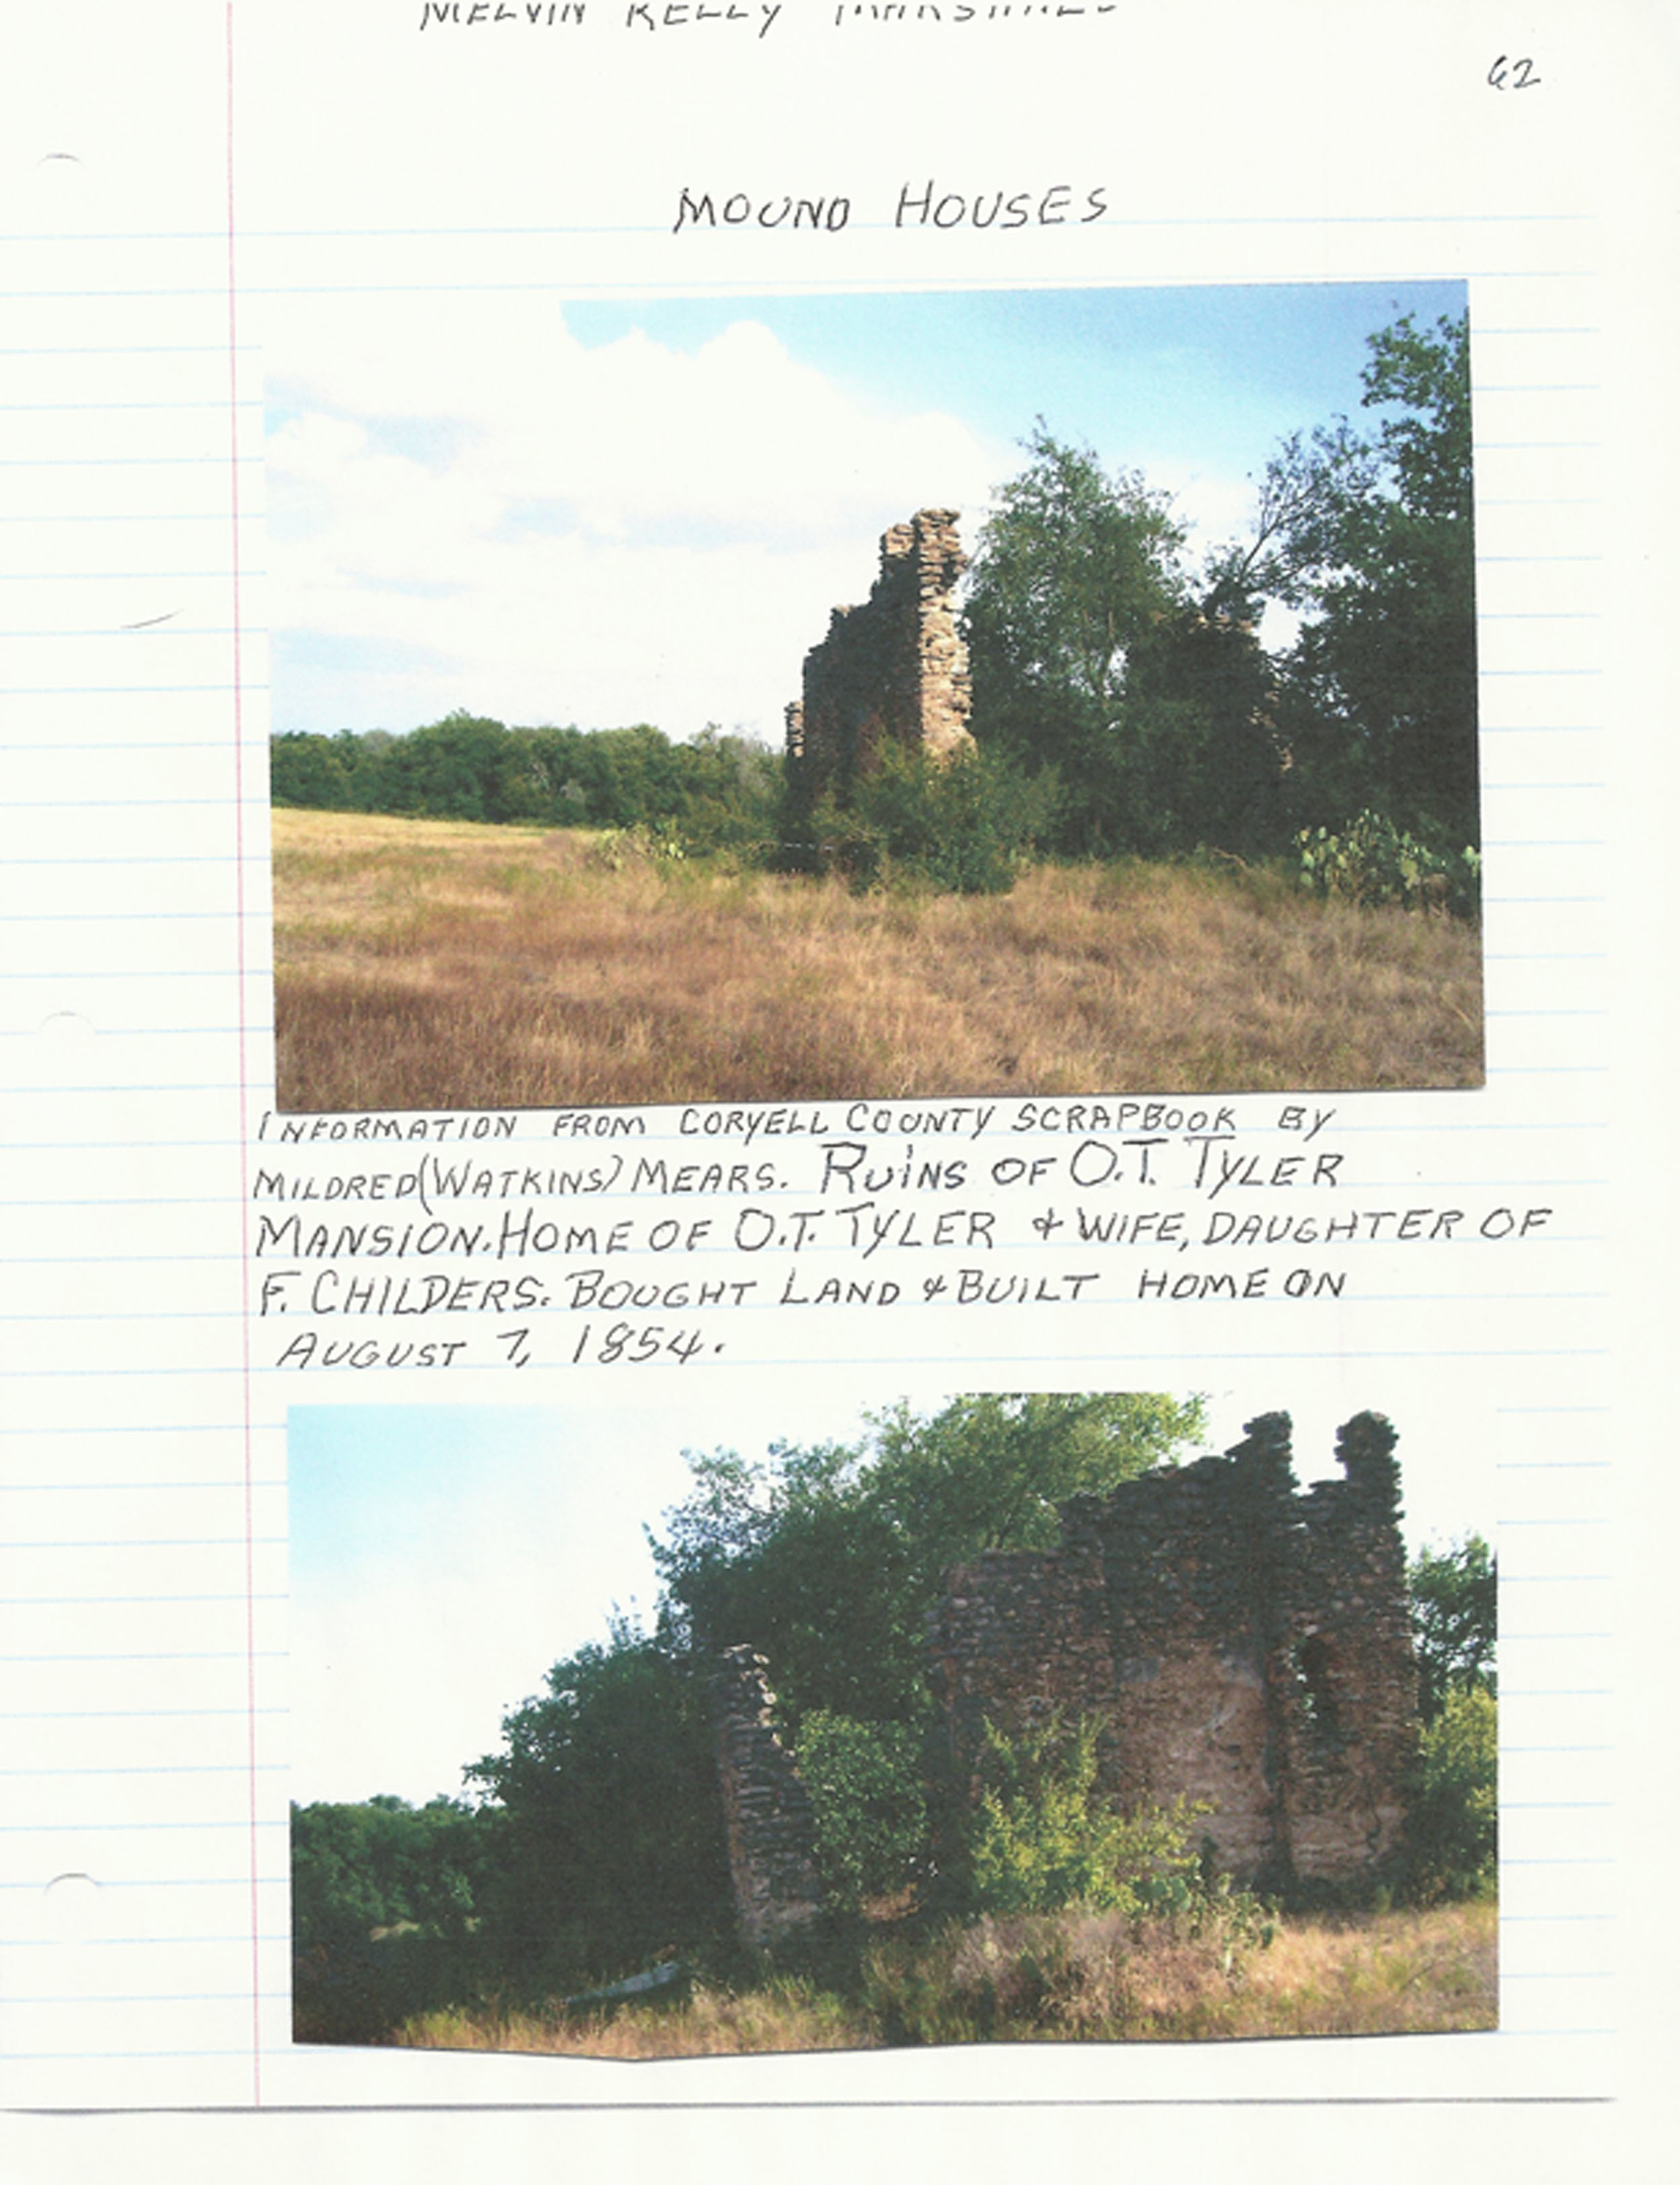 MELVIN KELLY
62
MOUND HOUSES
INFORMATION FROM CORYELL COUNTY SCRAPBOOK BY
MILDRED (WATKINS) MEARS. RUINS OF O.T. TYLER
MANSION. HOME OF O.T. TYLER & WIFE, DAUGHTER OF
F. CHILDERS. BOUGHT LAND & BUILT HOME ON
AUGUST 7, 1854.